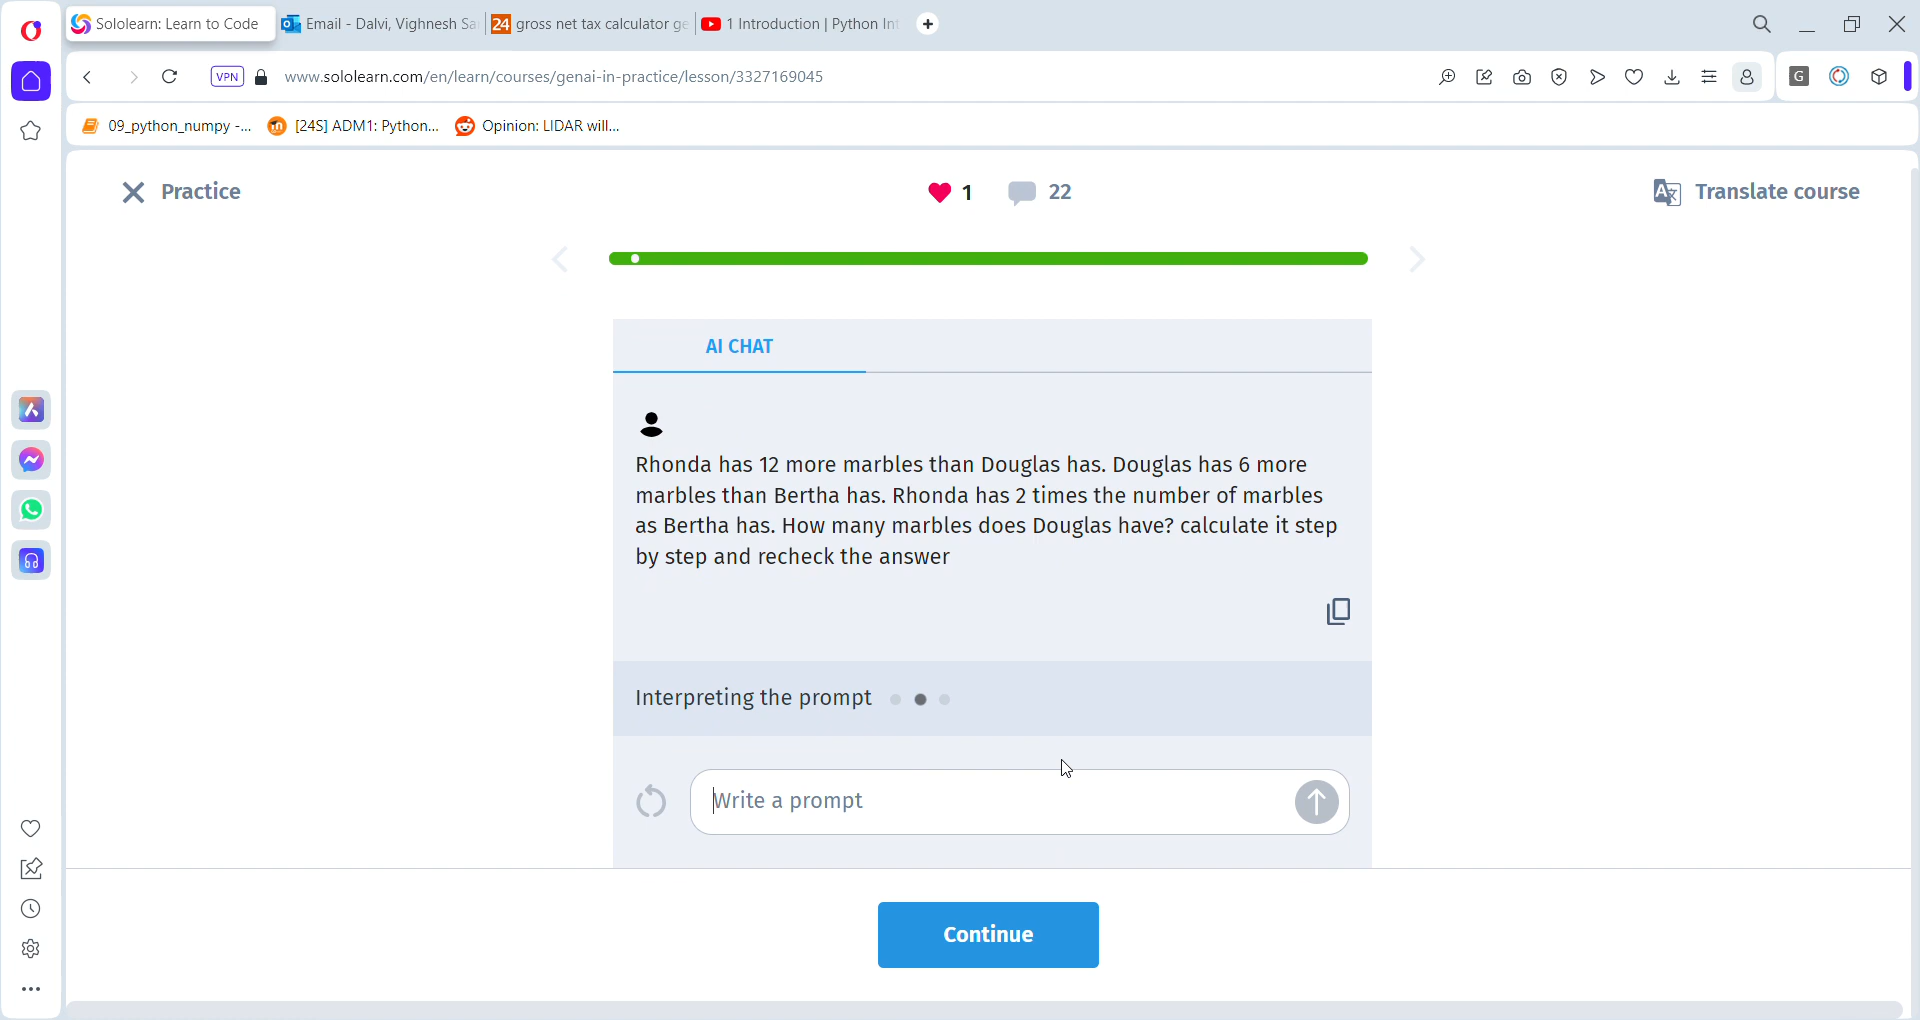 Sololearn: Learn to Code
Email - Dalvi, Vighnesh Sa
24 gross net tax calculator ge
1 Introduction | Python In
VPN
www.sololearn.com/en/learn/courses/genai-in-practice/lesson/3327169045
G
09_python_numpy -...
[24S] ADM1: Python...
Opinion: LIDAR will...
Practice
1
22
Translate course
AI CHAT
Rhonda has 12 more marbles than Douglas has. Douglas has 6 more
marbles than Bertha has. Rhonda has 2 times the number of marbles
as Bertha has. How many marbles does Douglas have? calculate it step
by step and recheck the answer
Interpreting the prompt
Write a prompt
Continue